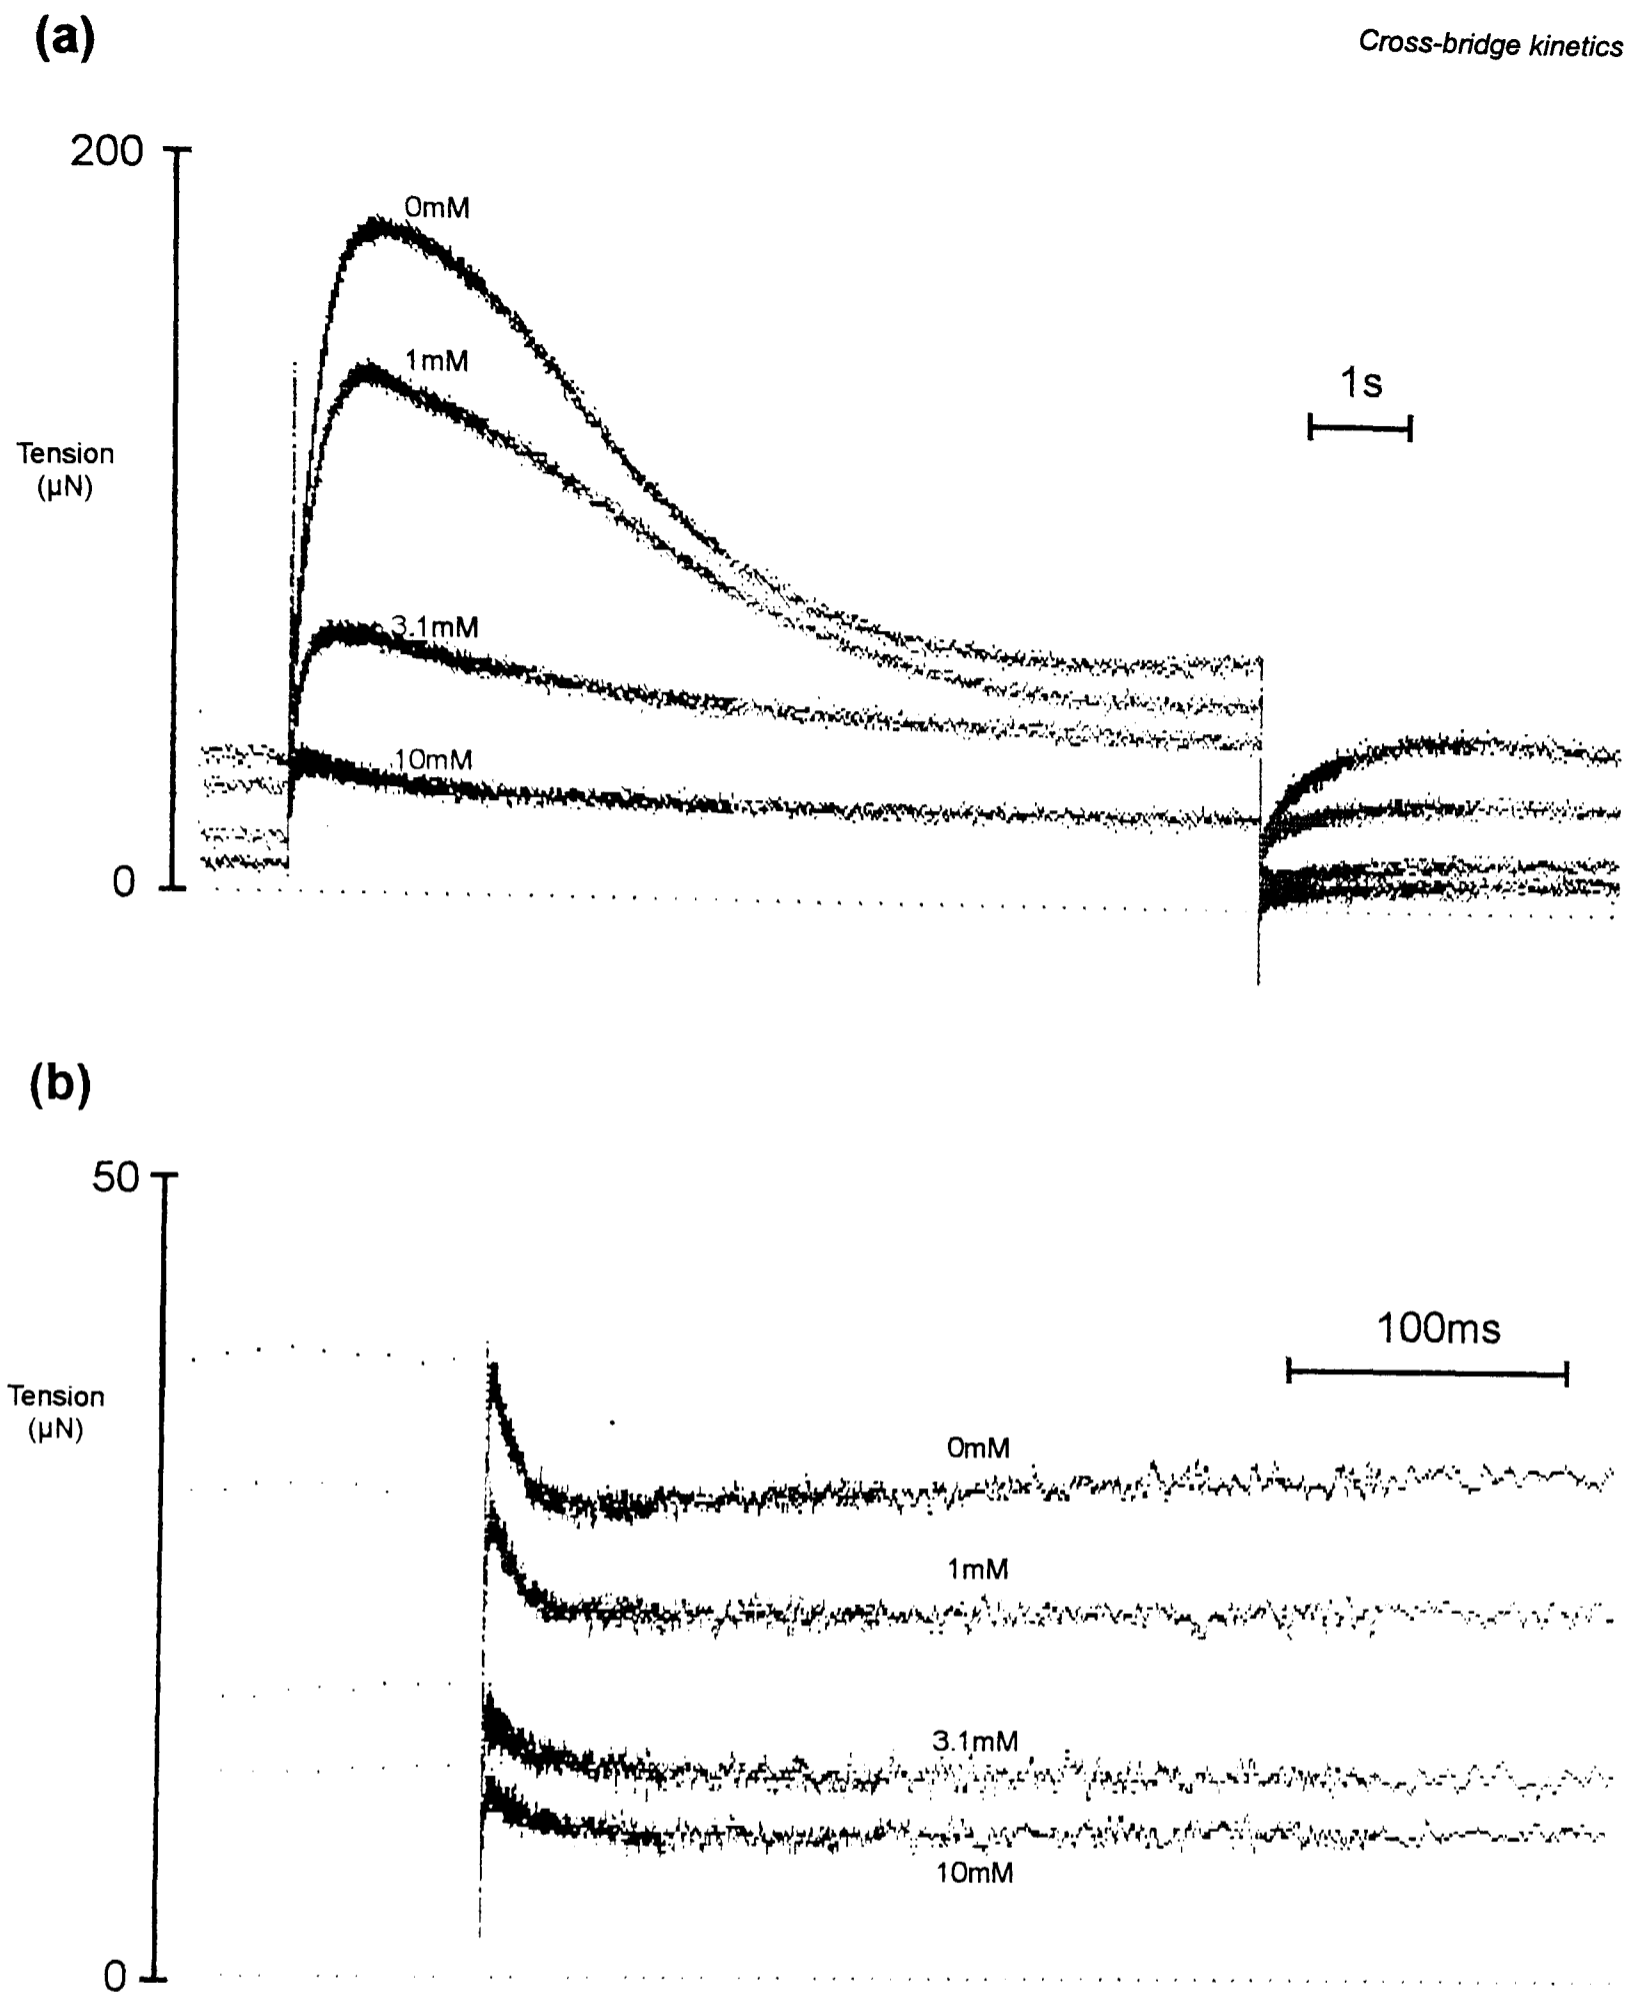 (a)
Cross-bridge kinetics
200
0mM
1mM
1s
Tension
(µN)
3.1mM
10mM
0
(b)
50
100ms
Tension
(µN)
0mM
1mM
3.1mM
10mM
0